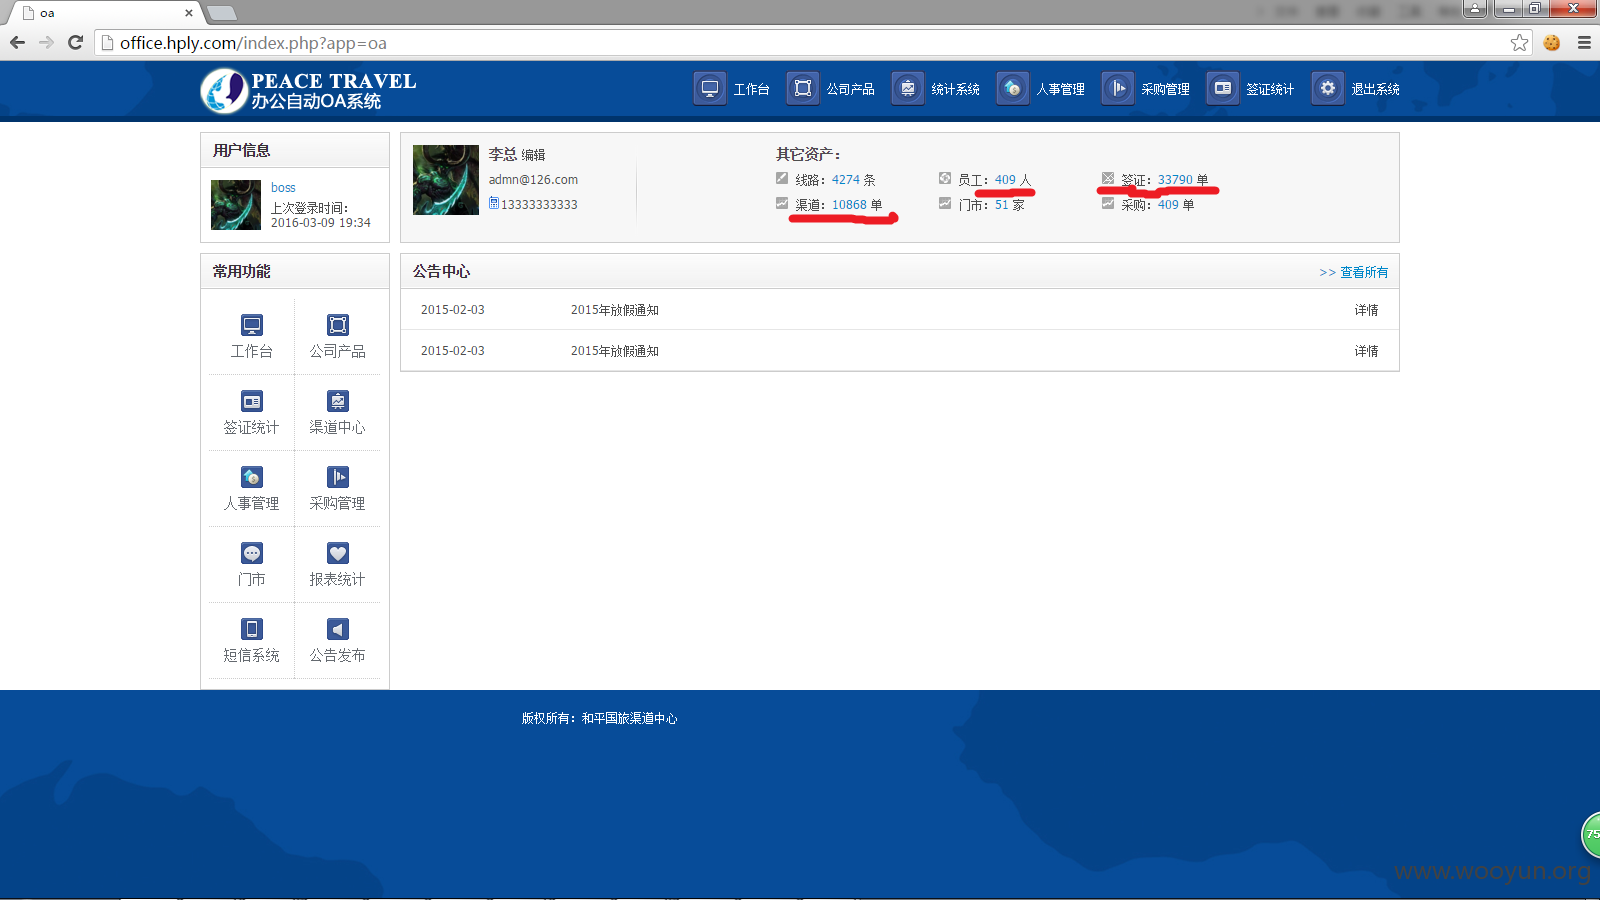 oa
office.hply.com/index.php?app=oa
PEACE TRAVEL
办公自动OA系统
工作台
公司产品
统计系统
人事管理
采购管理
签证统计
退出系统
用户信息
boss
上次登录时间：
2016-03-09 19:34
李总 编辑
admn@126.com
13333333333
其它资产：
线路：4274 条
员工：409 人
签证：33790 单
渠道：10868 单
门市：51 家
采购：409 单
常用功能
工作台
公司产品
签证统计
渠道中心
人事管理
采购管理
门市
报表统计
短信系统
公告发布
公告中心
>> 查看所有
2015-02-03 2015年放假通知 详情
2015-02-03 2015年放假通知 详情
版权所有：和平国旅渠道中心
75
www.wooyun.org